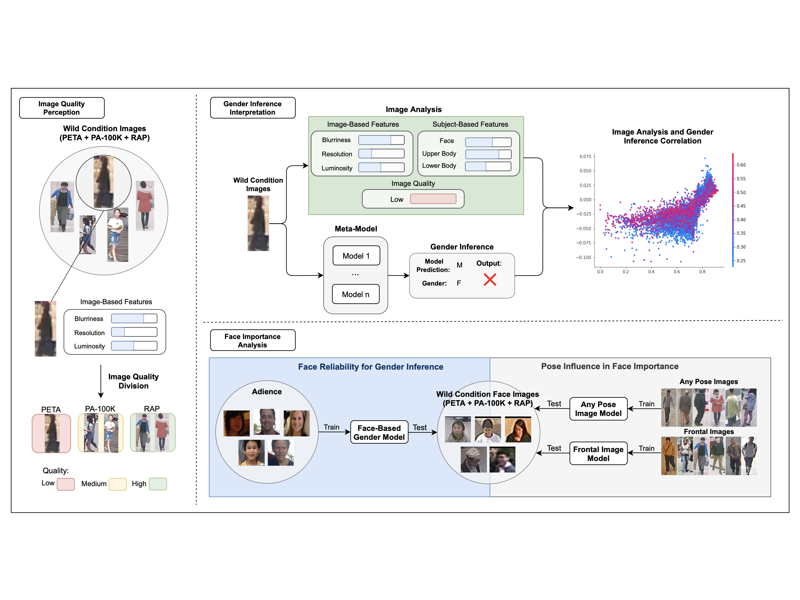 Image Quality
Perception
Wild Condition Images
(PETA + PA-100K + RAP)
Image-Based Features
Blurriness
Resolution
Luminosity
Image Quality
Division
PETA
PA-100K
RAP
Quality:
Low
Medium
High
Gender Inference
Interpretation
Image Analysis
Image-Based Features
Blurriness
Resolution
Luminosity
Subject-Based Features
Face
Upper Body
Lower Body
Image Quality
Low
Wild Condition
Images
Meta-Model
Model 1
...
Model n
Gender Inference
Model
Prediction:
M
Output:
Gender:
F
Image Analysis and Gender
Inference Correlation
0.075
0.050
0.025
0.000
−0.025
−0.050
−0.075
−0.100
0.0
0.2
0.4
0.6
0.8
0.60
0.55
0.50
0.45
0.40
0.35
0.30
0.25
Face Importance
Analysis
Face Reliability for Gender Inference
Adience
Train
Face-Based
Gender Model
Test
Wild Condition Face Images
(PETA + PA-100K + RAP)
Pose Influence in Face Importance
Test
Any Pose
Image Model
Train
Any Pose Images
Test
Frontal Image
Model
Train
Frontal Images